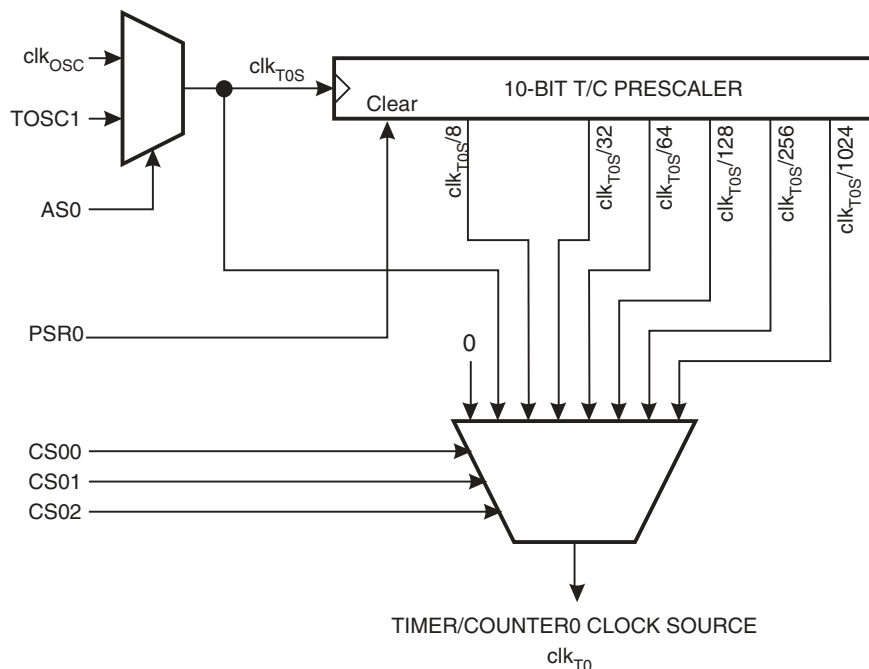 clkOSC
TOSC1
AS0
clkT0S
10-BIT T/C PRESCALER
Clear
clkT0S/8
clkT0S/32
clkT0S/64
clkT0S/128
clkT0S/256
clkT0S/1024
PSR0
0
CS00
CS01
CS02
TIMER/COUNTER0 CLOCK SOURCE
clkT0